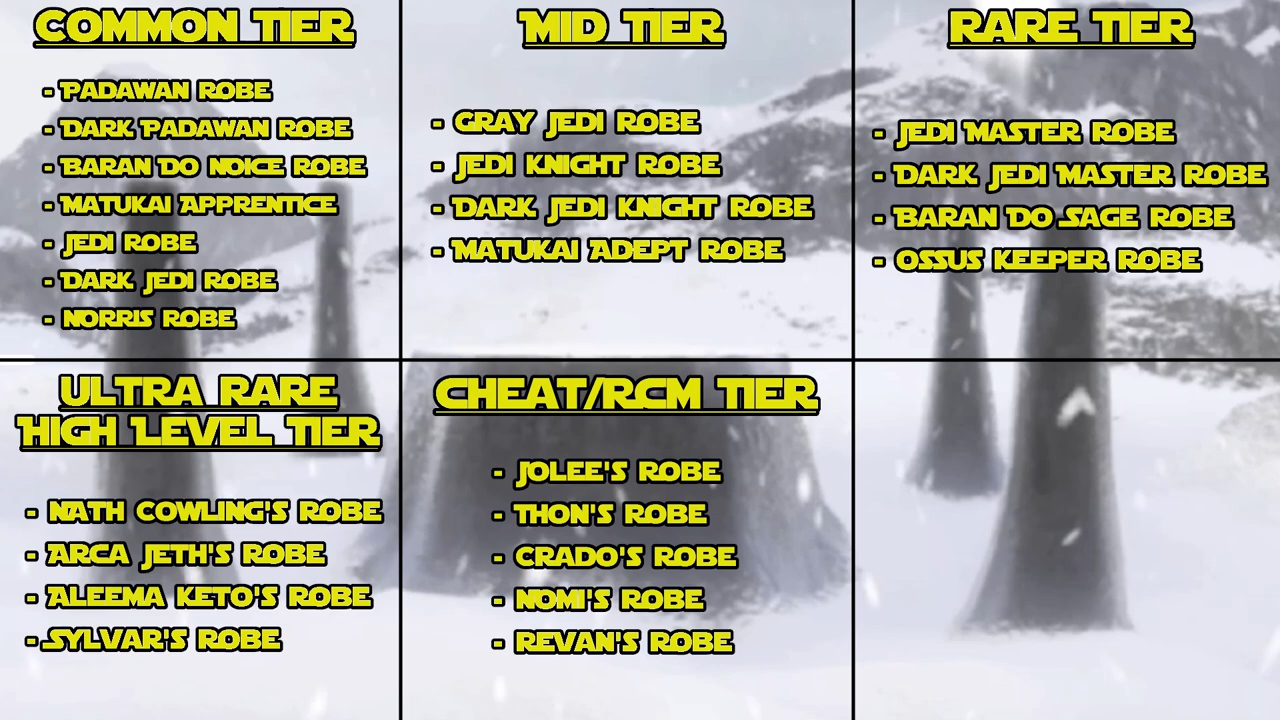 COMMON TIER
- PADAWAN ROBE
- DARK PADAWAN ROBE
- BARAN DO NOICE ROBE
- MATUKAI APPRENTICE
- JEDI ROBE
- DARK JEDI ROBE
- NORRIS ROBE
MID TIER
- GRAY JEDI ROBE
- JEDI KNIGHT ROBE
- DARK JEDI KNIGHT ROBE
- MATUKAI ADEPT ROBE
RARE TIER
- JEDI MASTER ROBE
- DARK JEDI MASTER ROBE
- BARAN DO SAGE ROBE
- OSSUS KEEPER ROBE
ULTRA RARE
HIGH LEVEL TIER
- NATH COWLING'S ROBE
- ARCA JETH'S ROBE
- ALEEMA KETO'S ROBE
- SYLVAR'S ROBE
CHEAT/RCM TIER
- JOLEE'S ROBE
- THON'S ROBE
- CRADO'S ROBE
- NOMI'S ROBE
- REVAN'S ROBE